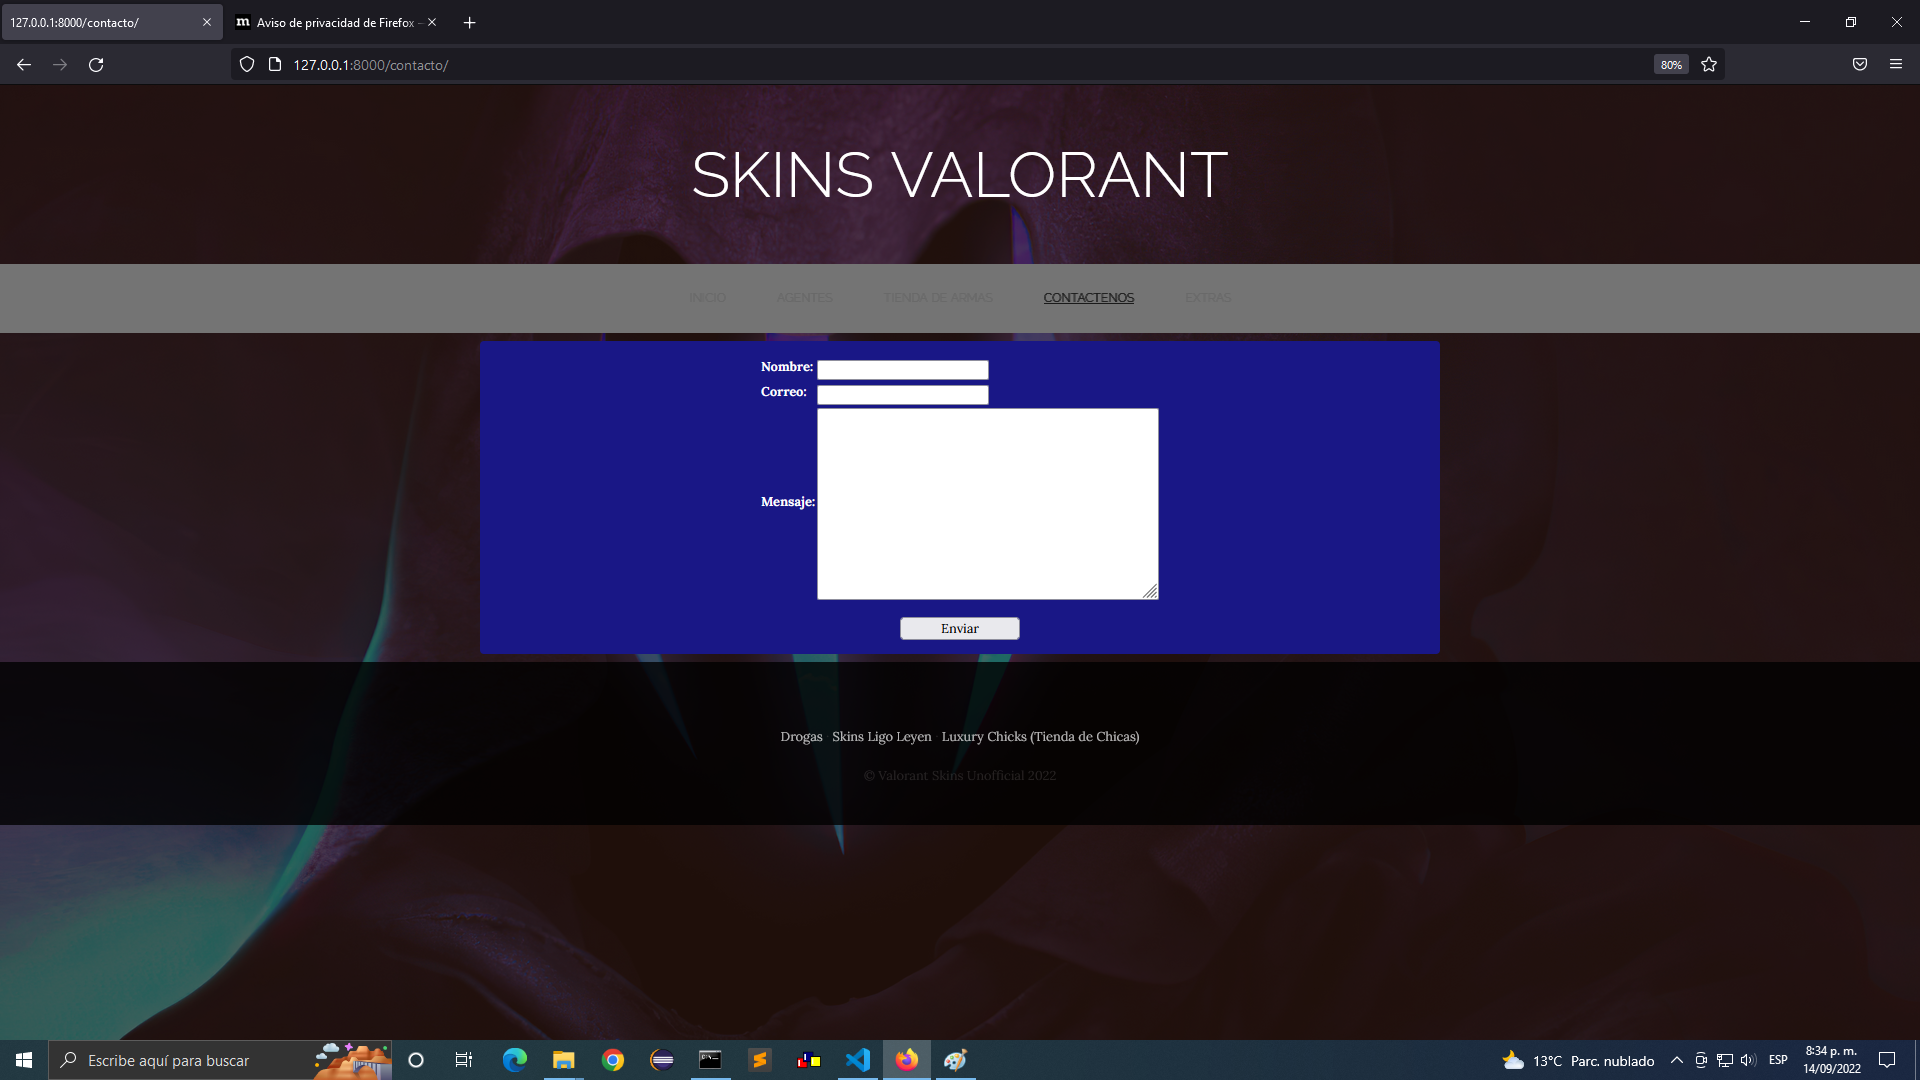 127.0.0.1:8000/contacto/
m Aviso de privacidad de Firefox —
127.0.0.1:8000/contacto/
80%
SKINS VALORANT
INICIO AGENTES TIENDA DE ARMAS CONTACTENOS EXTRAS
Nombre:
Correo:
Mensaje:
Enviar
Drogas Skins Ligo Leyen Luxury Chicks (Tienda de Chicas)
© Valorant Skins Unofficial 2022
Escribe aquí para buscar
13°C Parc. nublado
ESP
8:34 p. m.
14/09/2022